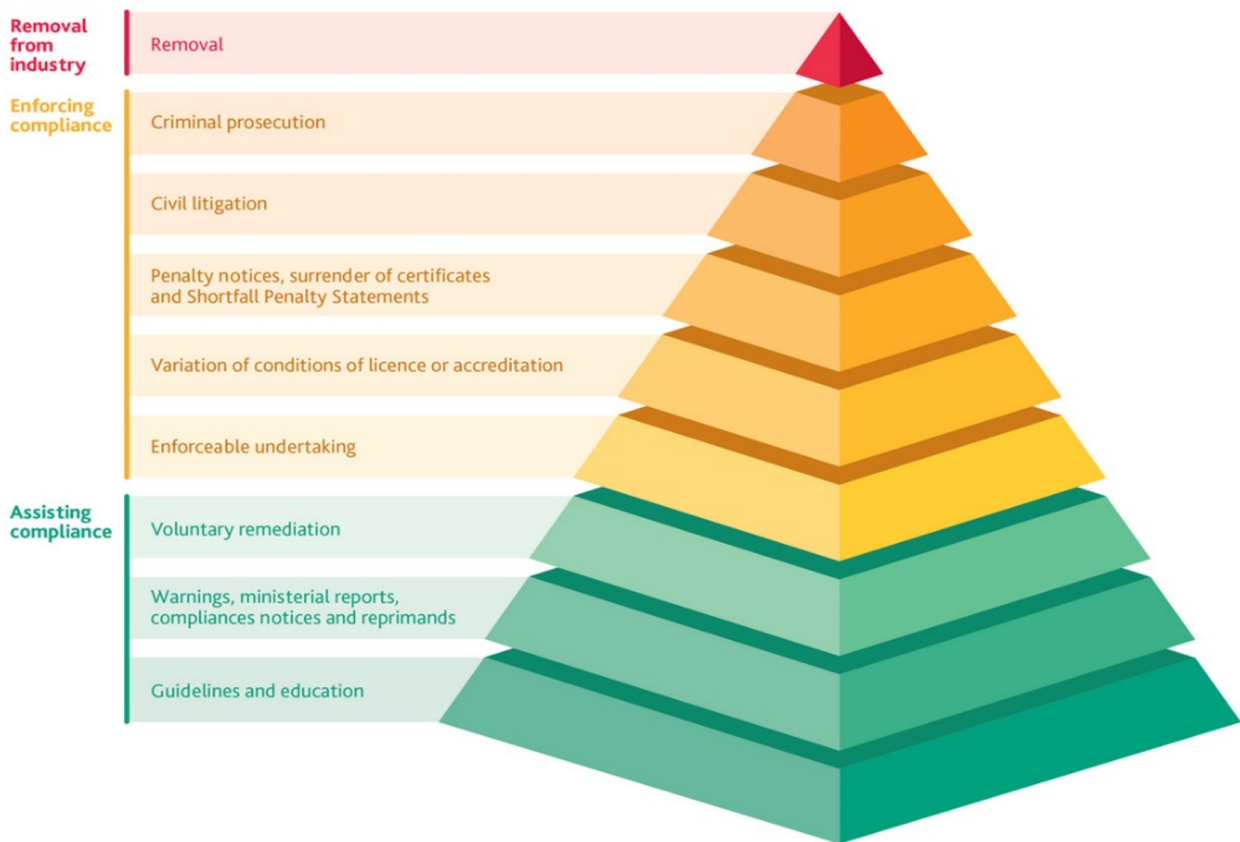 Removal
from
industry
Removal
Enforcing
compliance
Criminal prosecution
Civil litigation
Penalty notices, surrender of certificates
and Shortfall Penalty Statements
Variation of conditions of licence or accreditation
Enforceable undertaking
Assisting
compliance
Voluntary remediation
Warnings, ministerial reports,
compliances notices and reprimands
Guidelines and education